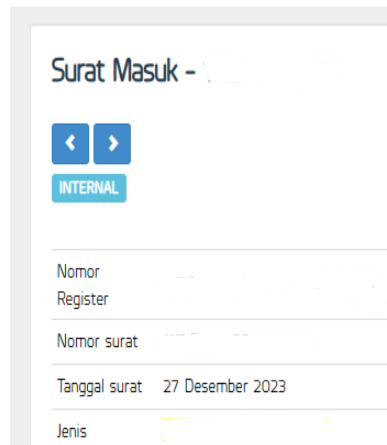 Surat Masuk -
INTERNAL
Nomor
Register
Nomor surat
Tanggal surat 27 Desember 2023
Jenis